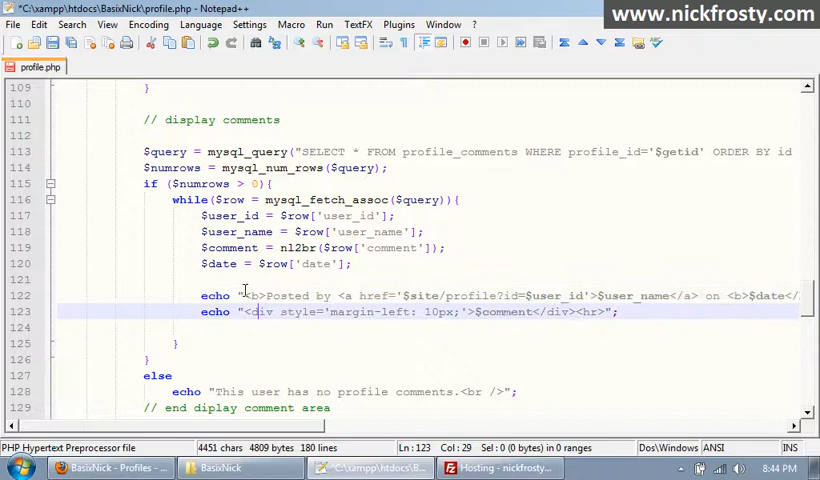 *C:\xampp\htdocs\BasixNick\profile.php - Notepad++
www.nickfrosty.com
File Edit Search View Encoding Language Settings Macro Run TextFX Plugins Window ?
profile.php
109 }
110
111 // display comments
112
113 $query = mysql_query("SELECT * FROM profile_comments WHERE profile_id='$getid' ORDER BY id
114 $numrows = mysql_num_rows($query);
115 if ($numrows > 0){
116 while($row = mysql_fetch_assoc($query)){
117 $user_id = $row['user_id'];
118 $user_name = $row['user_name'];
119 $comment = nl2br($row['comment']);
120 $date = $row['date'];
121
122 echo "<b>Posted by <a href='$site/profile?id=$user_id'>$user_name</a> on <b>$date</
123 echo "<div style='margin-left: 10px;'>$comment</div><hr>";
124
125 }
126 }
127 else
128 echo "This user has no profile comments.<br />";
129 // end diplay comment area
PHP Hypertext Preprocessor file 4451 chars 4809 bytes 180 lines Ln : 123 Col : 29 Sel : 0 (0 bytes) in 0 ranges Dos\Windows ANSI INS
BasixNick - Profiles - ... BasixNick *C:\xampp\htdocs\B... Hosting - nickfrosty... 8:44 PM